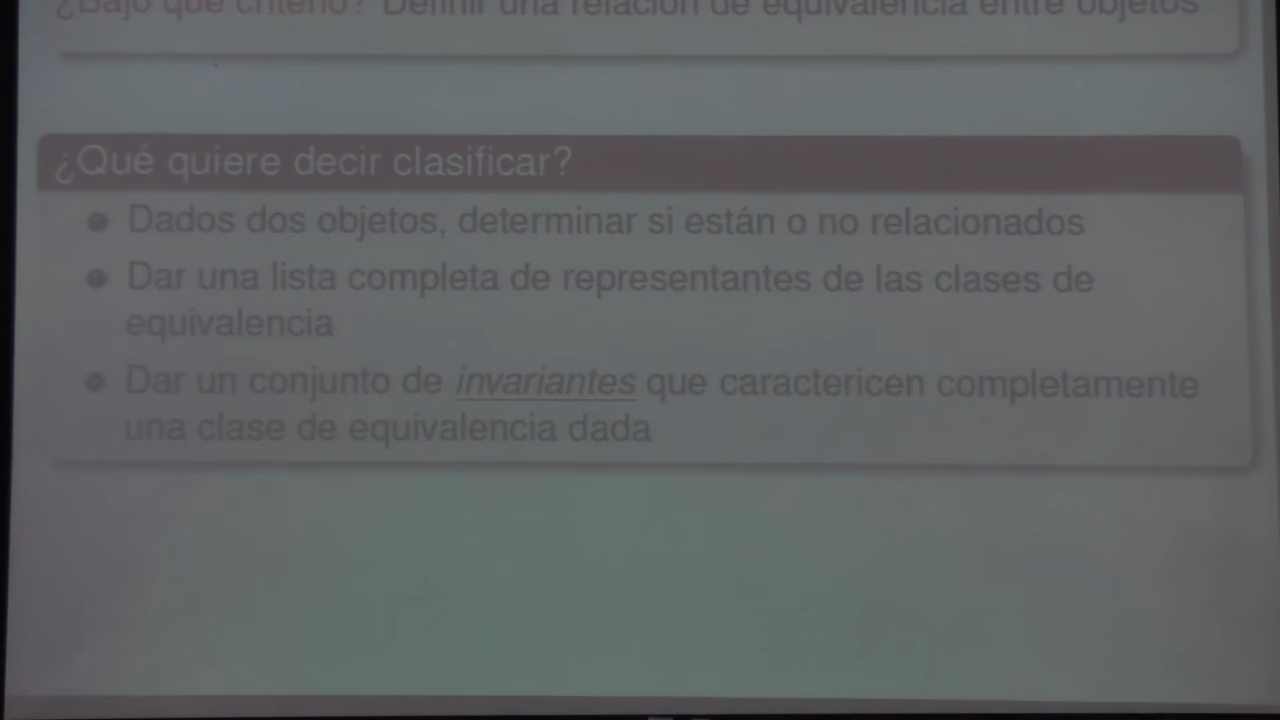 ¿Bajo qué criterio? Definir una relación de equivalencia entre objetos
¿Qué quiere decir clasificar?
Dados dos objetos, determinar si están o no relacionados
Dar una lista completa de representantes de las clases de
equivalencia
Dar un conjunto de invariantes que caractericen completamente
una clase de equivalencia dada